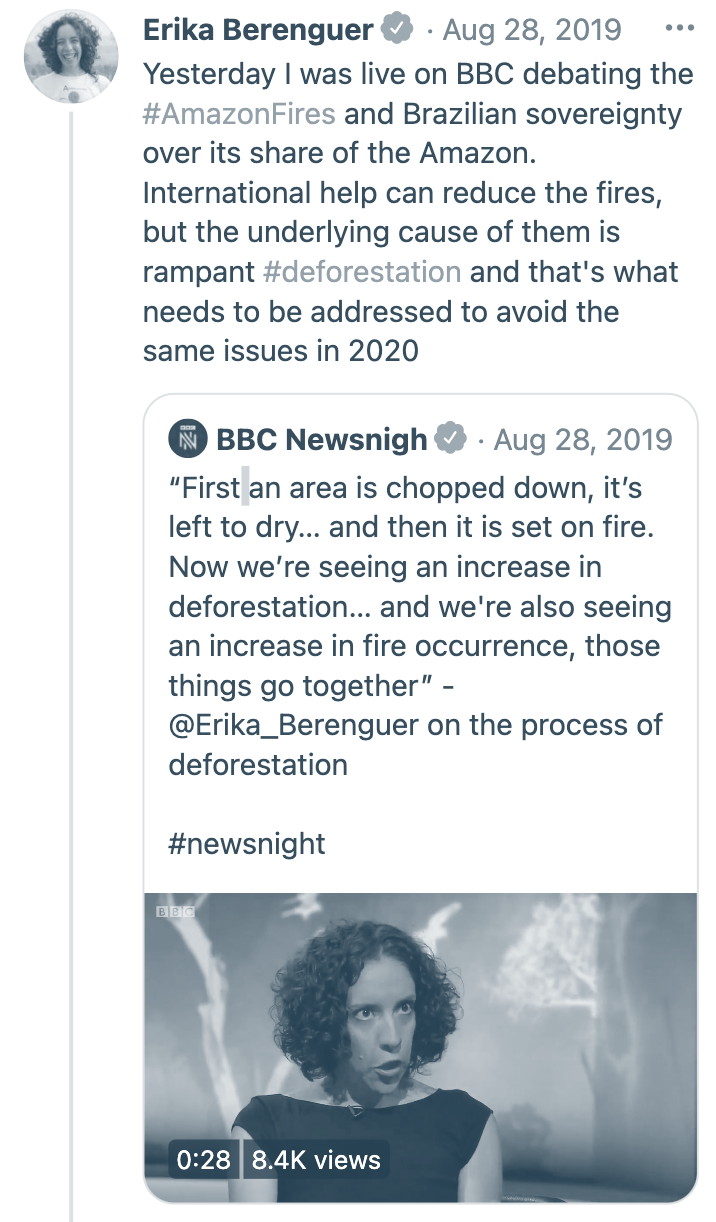 Erika Berenguer · Aug 28, 2019 ...
Yesterday I was live on BBC debating the
#AmazonFires and Brazilian sovereignty
over its share of the Amazon.
International help can reduce the fires,
but the underlying cause of them is
rampant #deforestation and that's what
needs to be addressed to avoid the
same issues in 2020
BBC Newsnigh · Aug 28, 2019
“First an area is chopped down, it’s
left to dry... and then it is set on fire.
Now we’re seeing an increase in
deforestation... and we're also seeing
an increase in fire occurrence, those
things go together” -
@Erika_Berenguer on the process of
deforestation
#newsnight
BBC
0:28 8.4K views